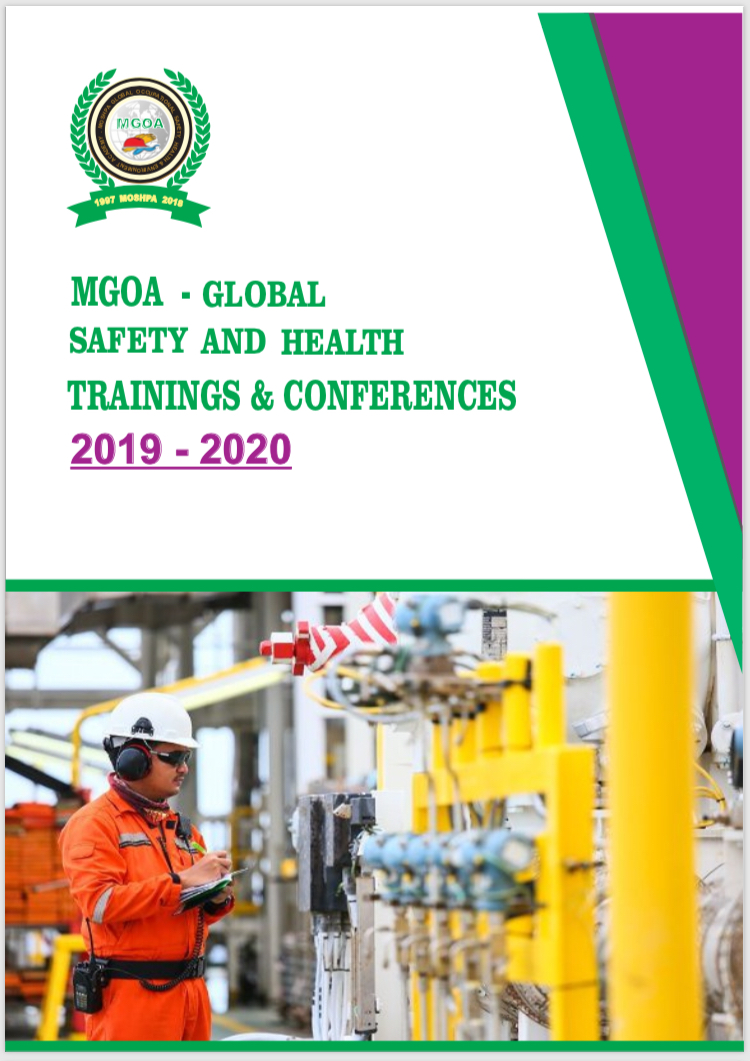 MGOA
1997 MOSHPA 2018
MGOA - GLOBAL
SAFETY AND HEALTH
TRAININGS & CONFERENCES
2019 - 2020